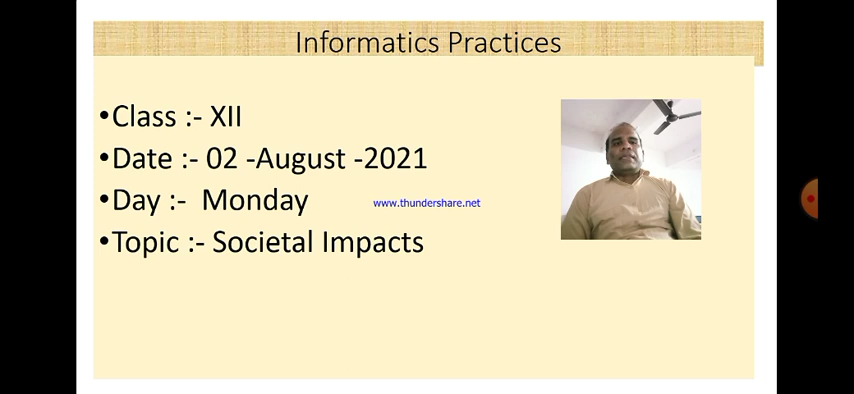 Informatics Practices
•Class :- XII
•Date :- 02 -August -2021
•Day :-  Monday
www.thundershare.net
•Topic :- Societal Impacts